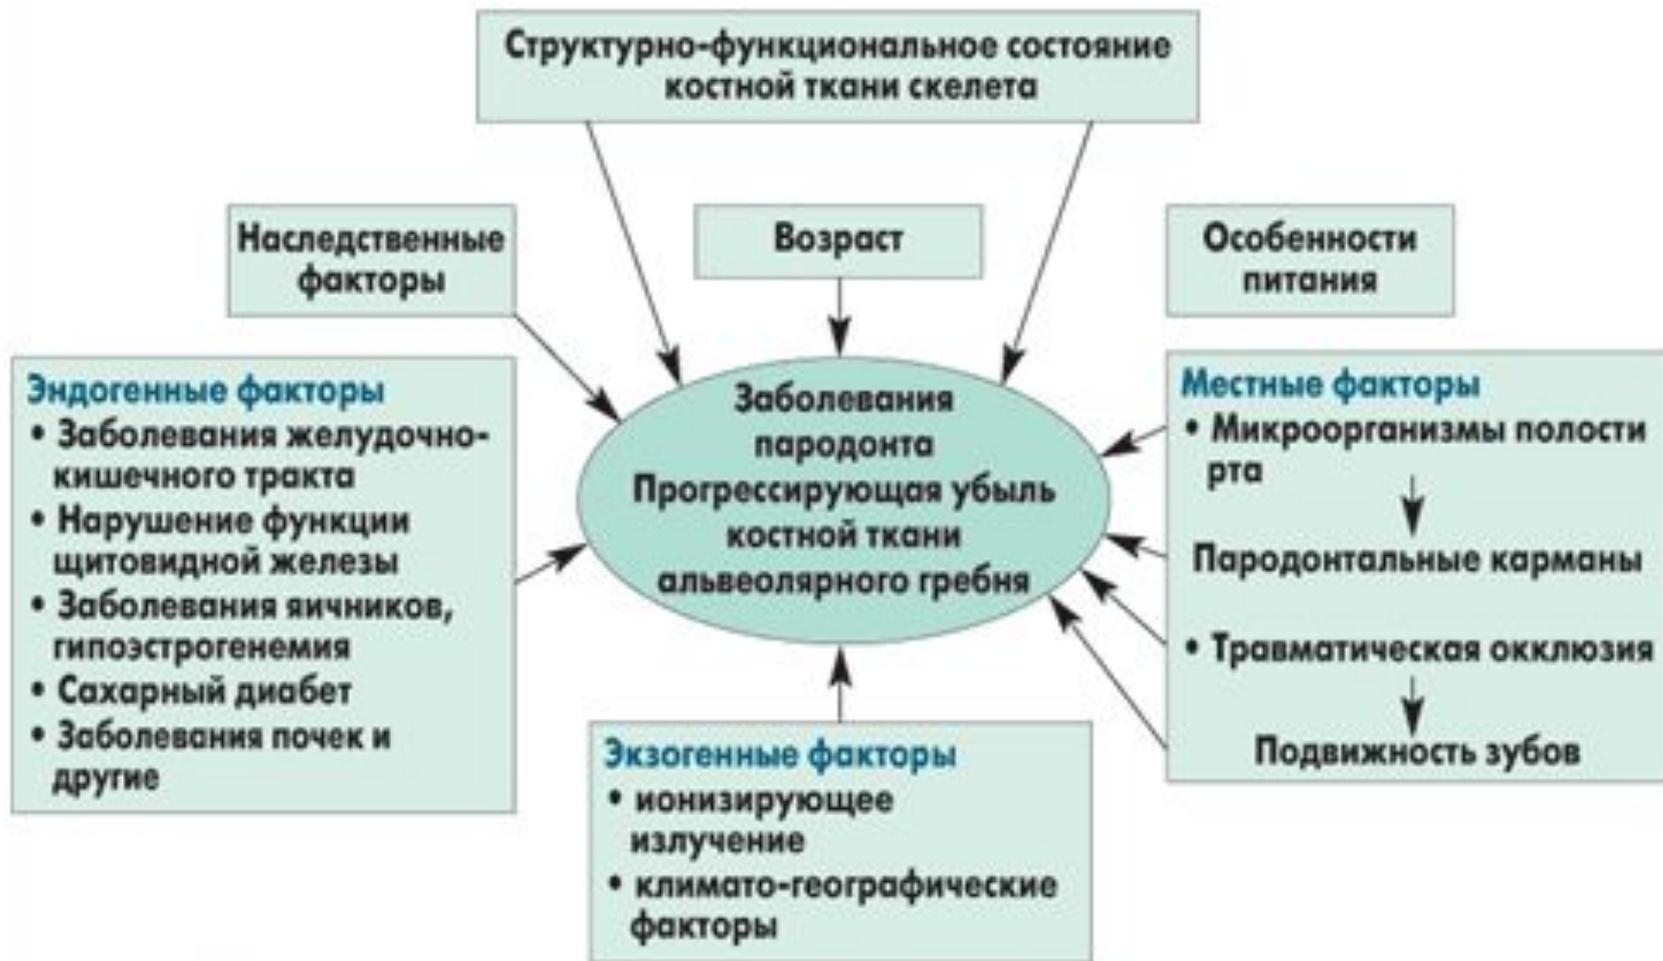 Структурно-функциональное состояние
костной ткани скелета
Наследственные
факторы
Возраст
Особенности
питания
Эндогенные факторы
• Заболевания желудочно-
кишечного тракта
• Нарушение функции
щитовидной железы
• Заболевания яичников,
гипоэстрогенемия
• Сахарный диабет
• Заболевания почек и
другие
Заболевания
пародонта
Прогрессирующая убыль
костной ткани
альвеолярного гребня
Местные факторы
• Микроорганизмы полости
рта
Пародонтальные карманы
• Травматическая окклюзия
Подвижность зубов
Экзогенные факторы
• ионизирующее
излучение
• климато-географические
факторы